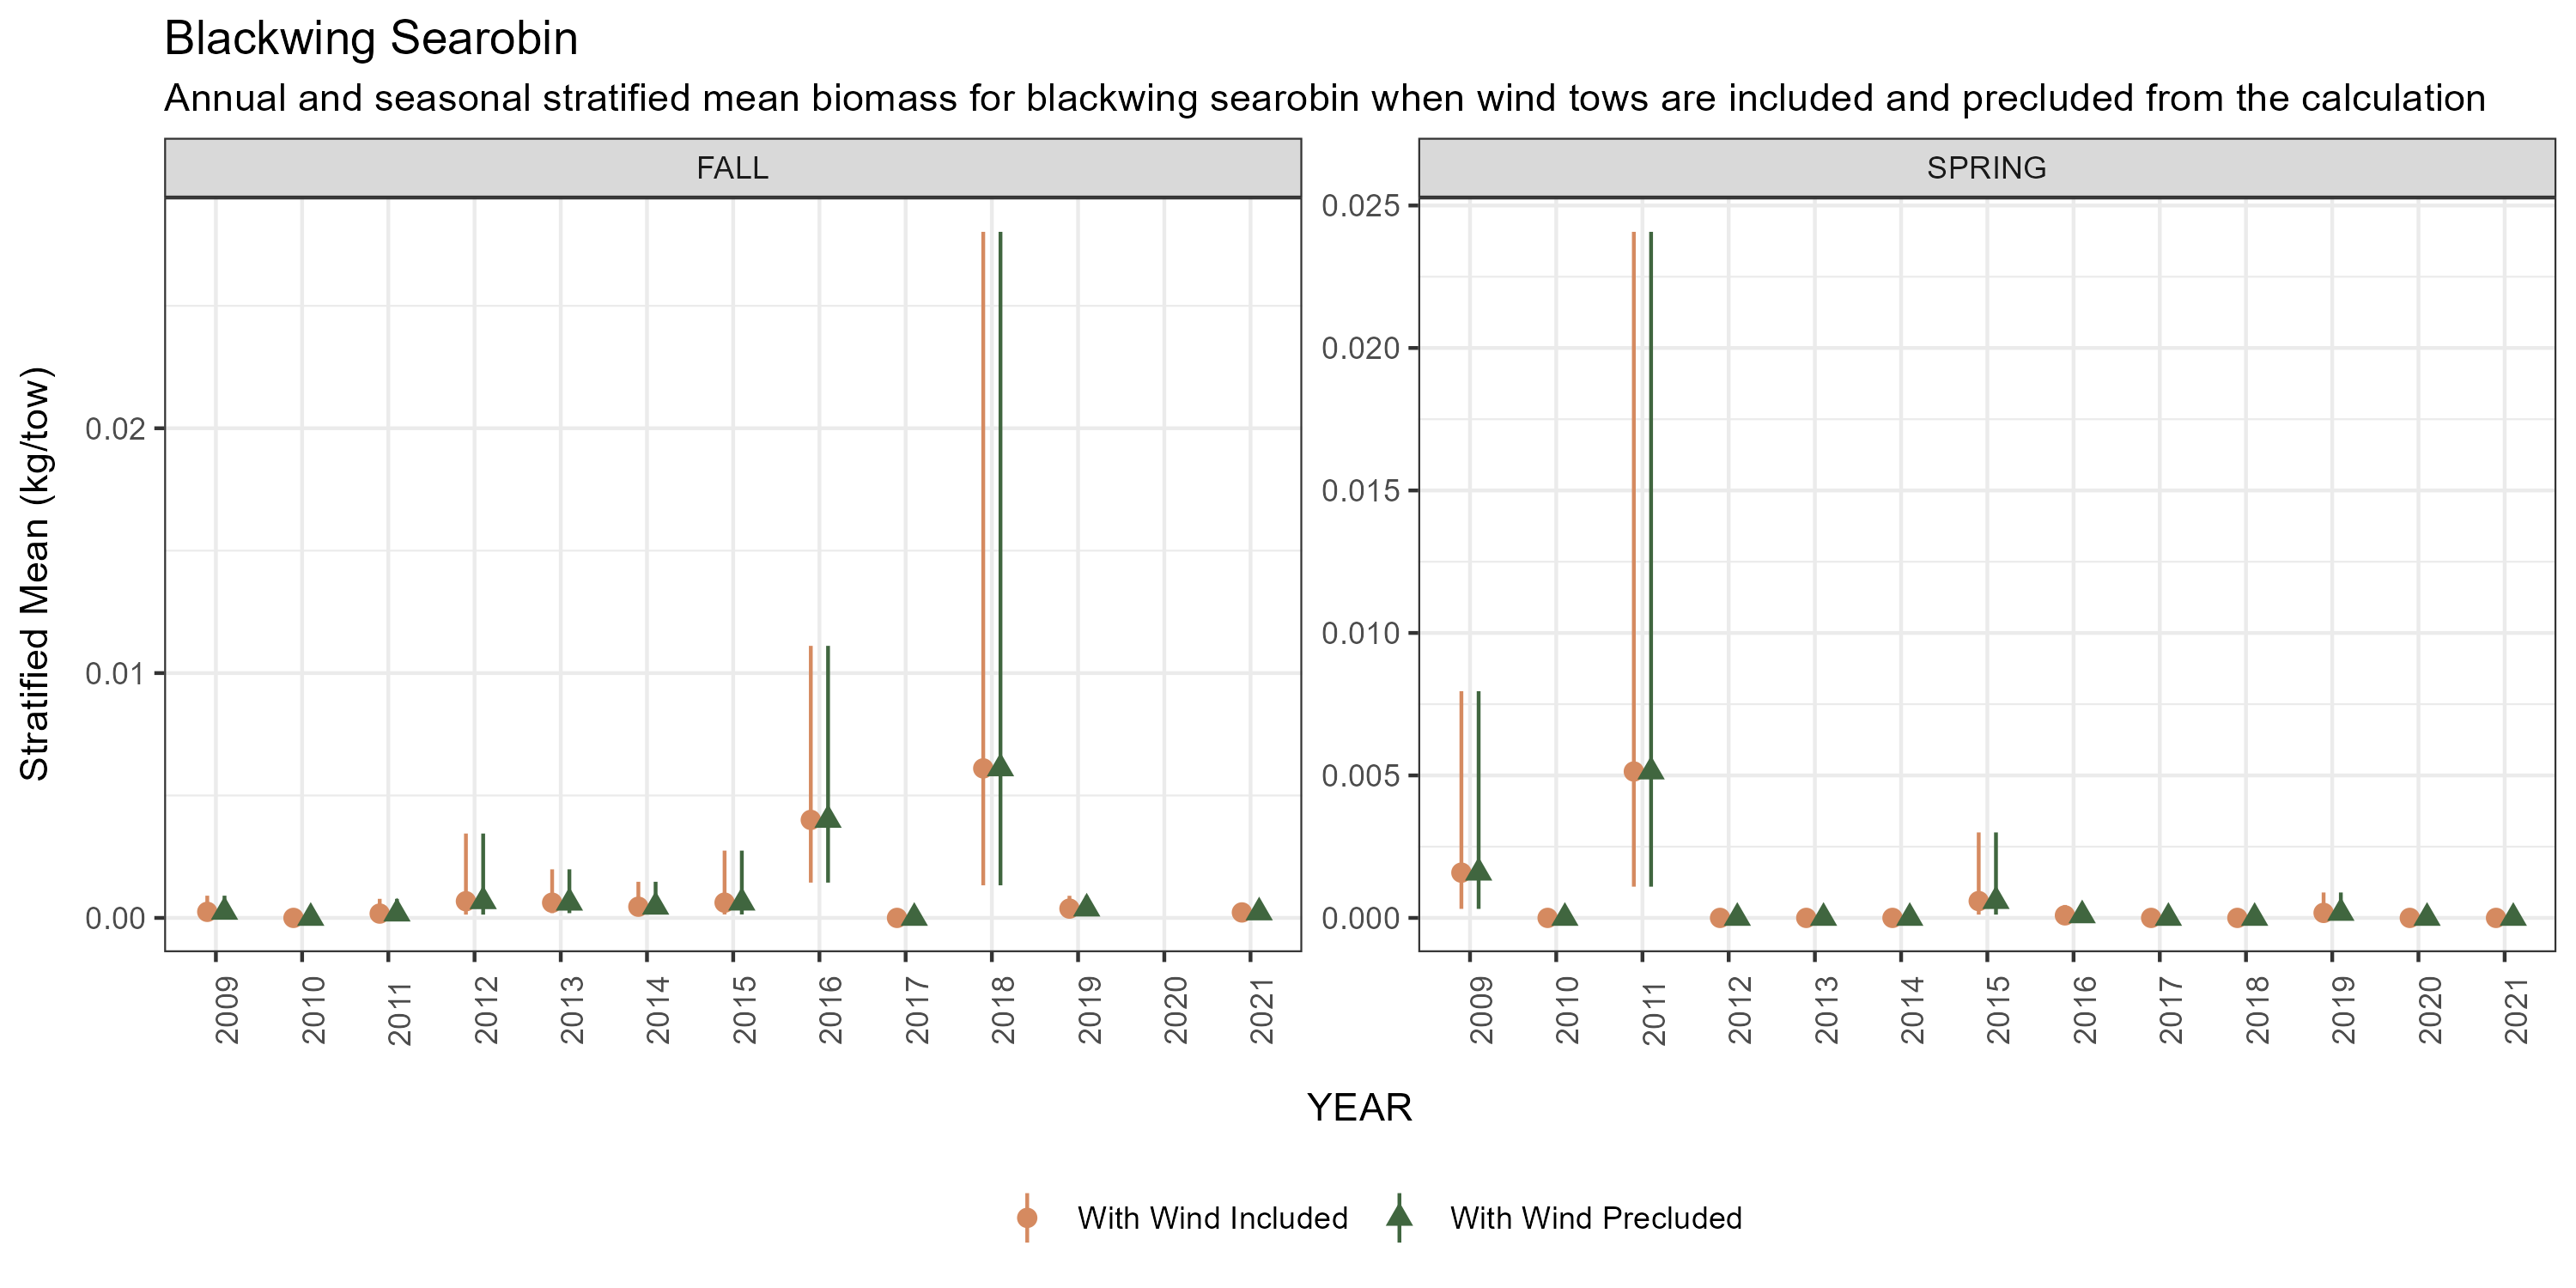 Blackwing Searobin
Annual and seasonal stratified mean biomass for blackwing searobin when wind tows are included and precluded from the calculation
FALL
SPRING
Stratified Mean (kg/tow)
0.02
0.01
0.00
0.025
0.020
0.015
0.010
0.005
0.000
2009 2010 2011 2012 2013 2014 2015 2016 2017 2018 2019 2020 2021
2009 2010 2011 2012 2013 2014 2015 2016 2017 2018 2019 2020 2021
YEAR
With Wind Included With Wind Precluded